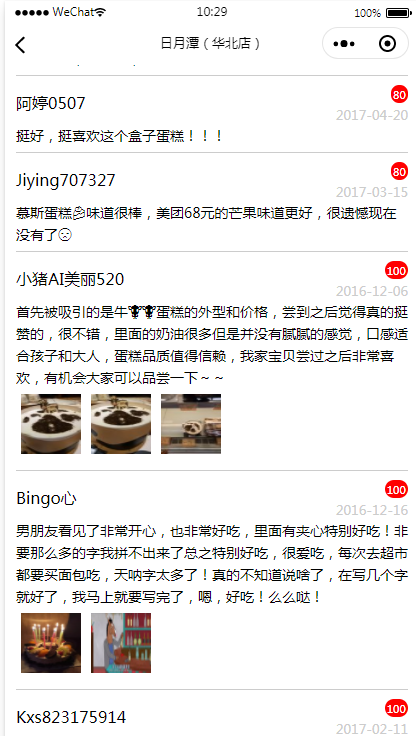 ●●●●● WeChat
10:29
100%
日月潭（华北店）
阿婷0507
80
2017-04-20
挺好，挺喜欢这个盒子蛋糕！！！
Jiying707327
80
2017-03-15
慕斯蛋糕味道很棒，美团68元的芒果味道更好，很遗憾现在
没有了☹
小猪AI美丽520
100
2016-12-06
首先被吸引的是牛蛋糕的外型和价格，尝到之后觉得真的挺
赞的，很不错，里面的奶油很多但是并没有腻腻的感觉，口感适
合孩子和大人，蛋糕品质值得信赖，我家宝贝尝过之后非常喜
欢，有机会大家可以品尝一下～～
Bingo心
100
2016-12-16
男朋友看见了非常开心，也非常好吃，里面有夹心特别好吃！非
要那么多的字我拼不出来了总之特别好吃，很爱吃，每次去超市
都要买面包吃，天呐字太多了！真的不知道说啥了，在写几个字
就好了，我马上就要写完了，嗯，好吃！么么哒！
Kxs823175914
100
2017-02-11